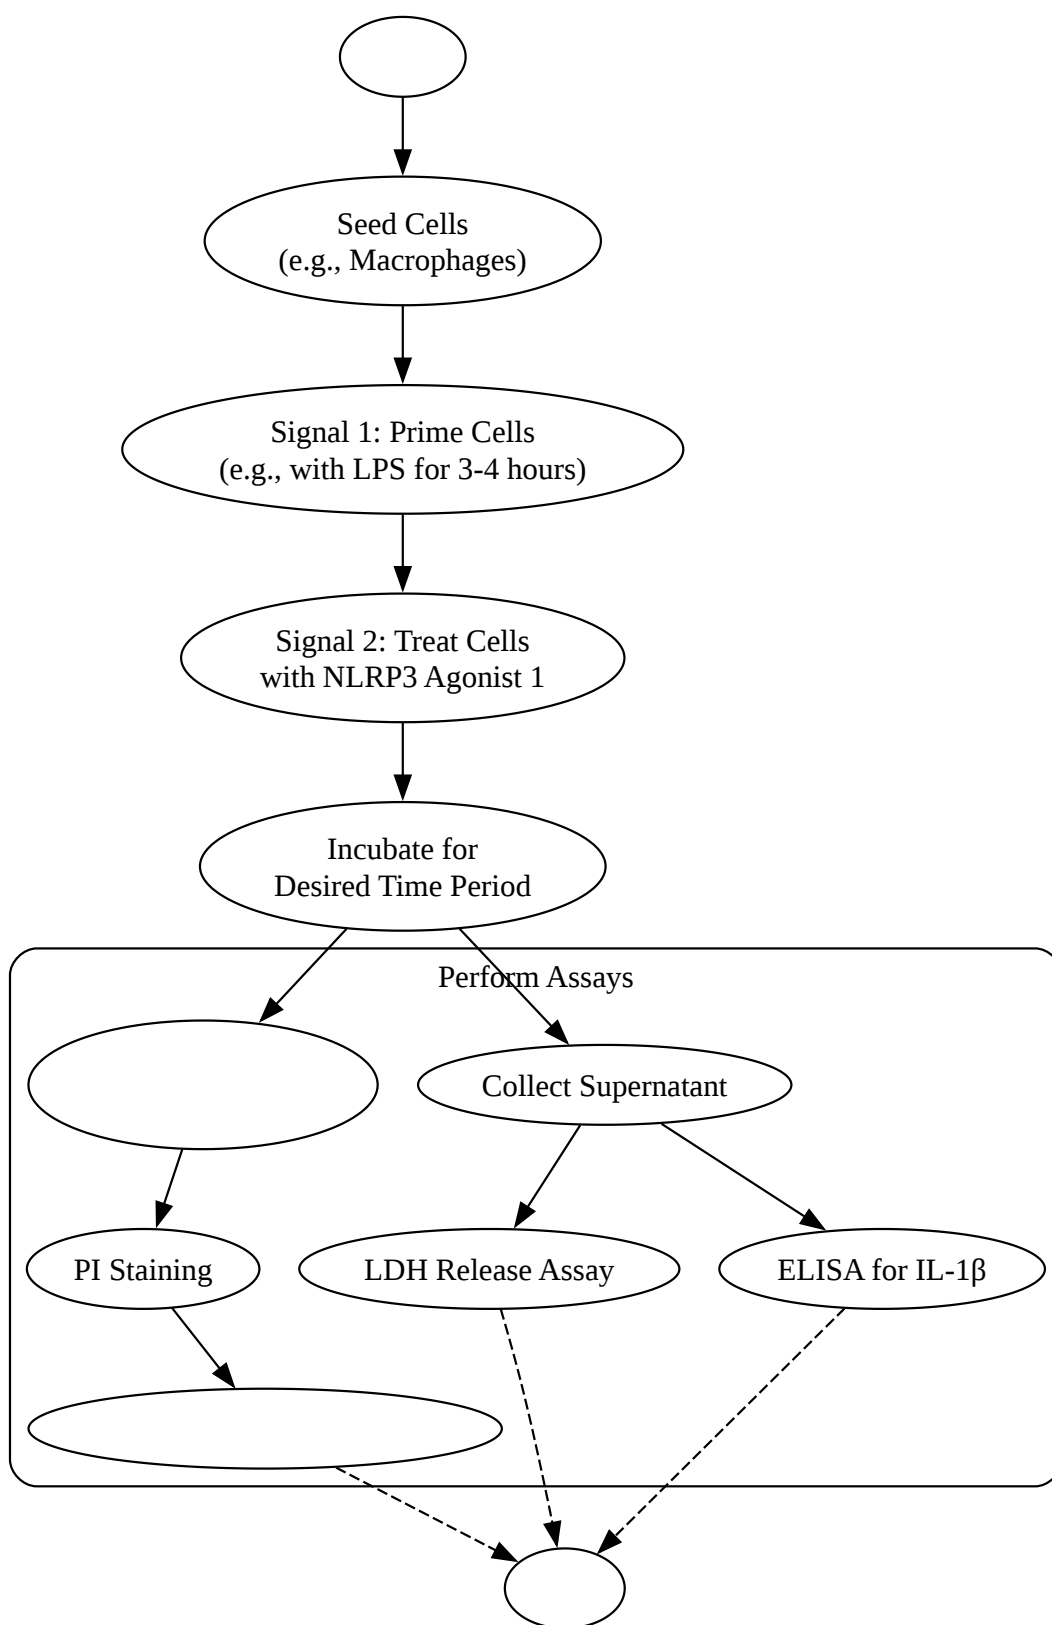 Seed Cells
(e.g., Macrophages)
Signal 1: Prime Cells
(e.g., with LPS for 3-4 hours)
Signal 2: Treat Cells
with NLRP3 Agonist 1
Incubate for
Desired Time Period
Perform Assays
Collect Supernatant
PI Staining
LDH Release Assay
ELISA for IL-1β